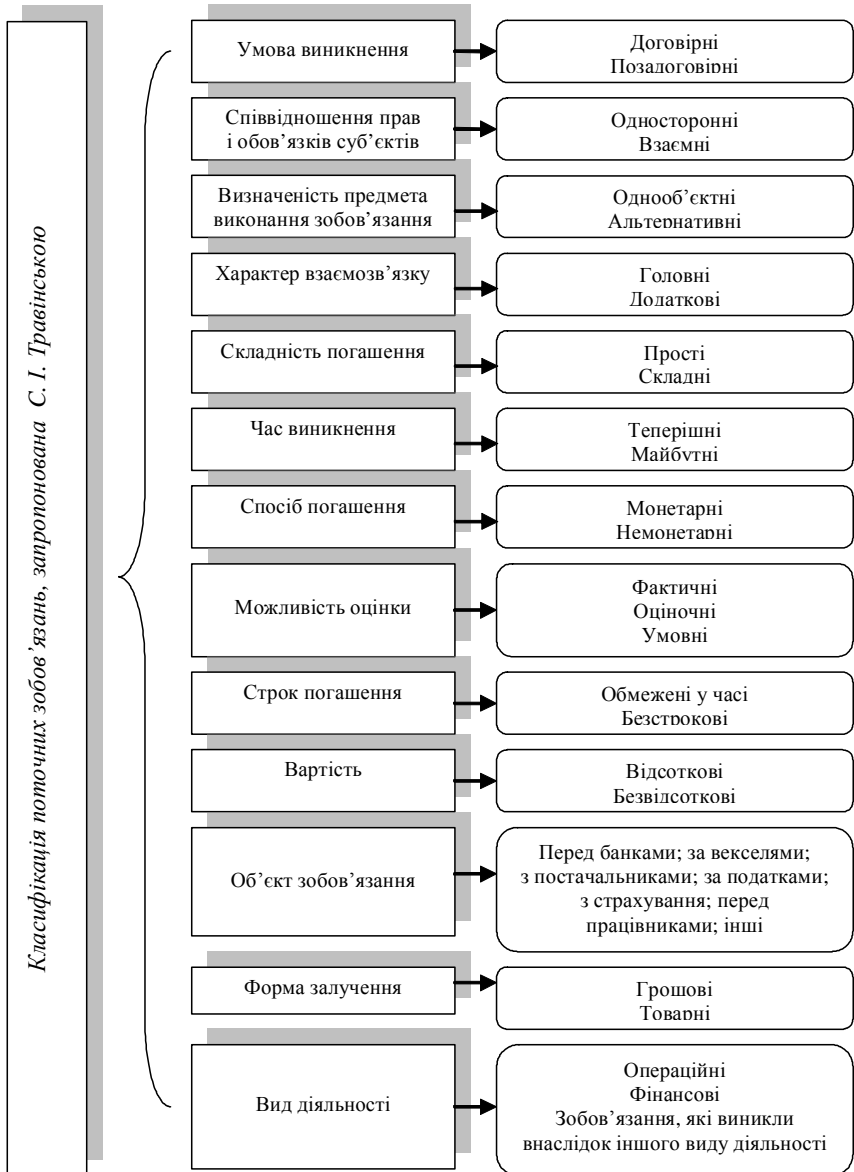 Класифікація поточних зобов’язань, запропонована С. І. Травінською
Умова виникнення
Договірні
Позадоговірні
Співвідношення прав
і обов’язків суб’єктів
Односторонні
Взаємні
Визначеність предмета
виконання зобов’язання
Однооб’єктні
Альтернативні
Характер взаємозв’язку
Головні
Додаткові
Складність погашення
Прості
Складні
Час виникнення
Теперішні
Майбутні
Спосіб погашення
Монетарні
Немонетарні
Можливість оцінки
Фактичні
Оціночні
Умовні
Строк погашення
Обмежені у часі
Безстрокові
Вартість
Відсоткові
Безвідсоткові
Об’єкт зобов’язання
Перед банками; за векселями;
з постачальниками; за податками;
з страхування; перед
працівниками; інші
Форма залучення
Грошові
Товарні
Вид діяльності
Операційні
Фінансові
Зобов’язання, які виникли
внаслідок іншого виду діяльності